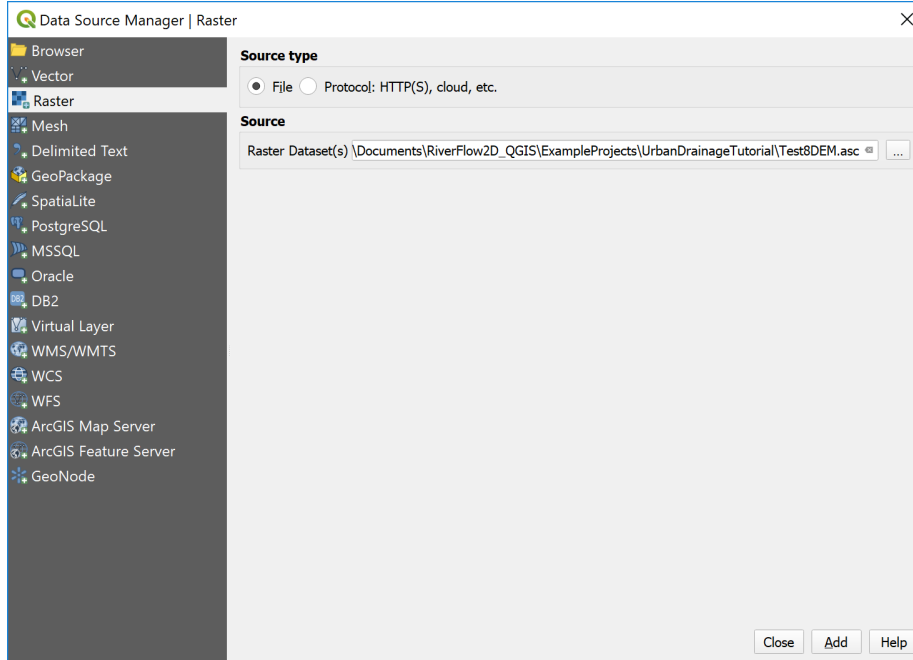 Data Source Manager | Raster
Browser
Vector
Raster
Mesh
Delimited Text
GeoPackage
SpatiaLite
PostgreSQL
MSSQL
Oracle
DB2
Virtual Layer
WMS/WMTS
WCS
WFS
ArcGIS Map Server
ArcGIS Feature Server
GeoNode
Source type
File Protocol: HTTP(S), cloud, etc.
Source
Raster Dataset(s) \Documents\RiverFlow2D_QGIS\ExampleProjects\UrbanDrainageTutorial\Test8DEM.asc ...
Close Add Help